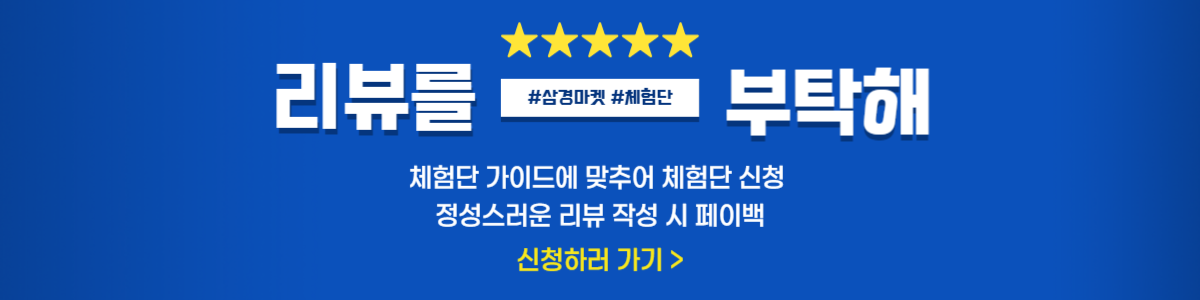 리뷰를
#삼경마켓 #체험단
부탁해
체험단 가이드에 맞추어 체험단 신청
정성스러운 리뷰 작성 시 페이백
신청하러 가기 >